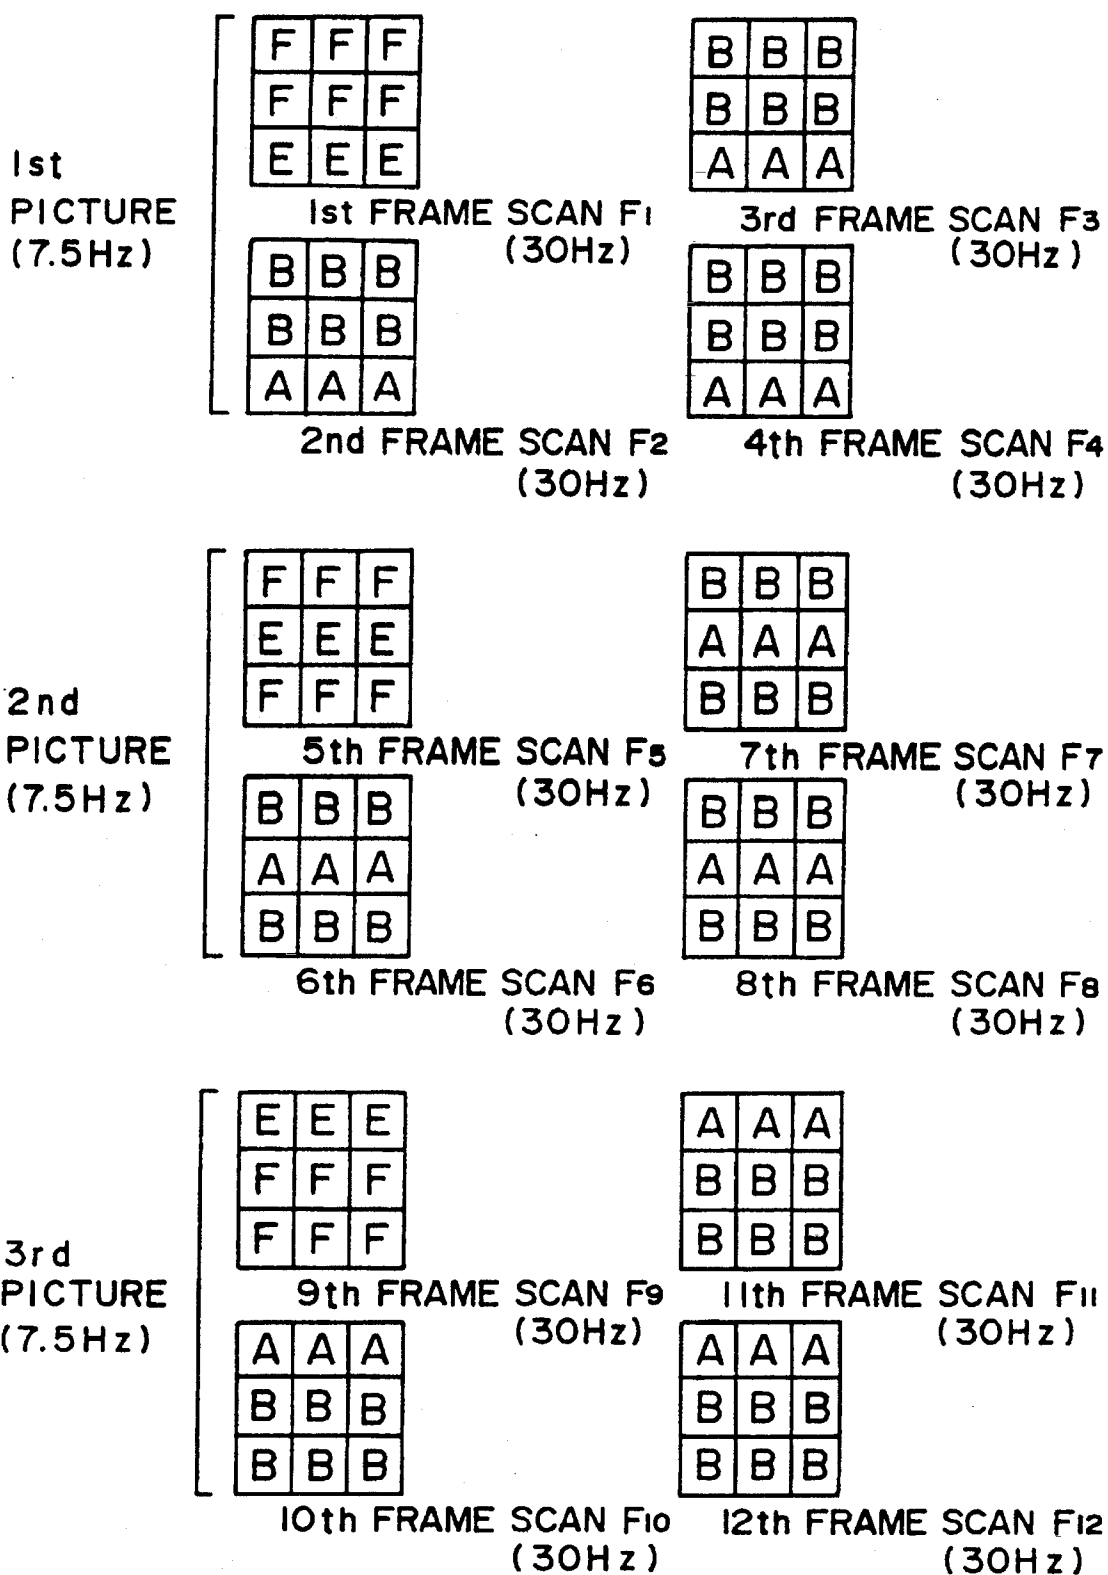 1st
PICTURE
(7.5Hz)
F F F
F F F
E E E
1st FRAME SCAN F1
(30Hz)
B B B
B B B
A A A
2nd FRAME SCAN F2
(30Hz)
B B B
B B B
A A A
3rd FRAME SCAN F3
(30Hz)
B B B
B B B
A A A
4th FRAME SCAN F4
(30Hz)
2nd
PICTURE
(7.5Hz)
F F F
E E E
F F F
5th FRAME SCAN F5
(30Hz)
B B B
A A A
B B B
6th FRAME SCAN F6
(30Hz)
B B B
A A A
B B B
7th FRAME SCAN F7
(30Hz)
B B B
A A A
B B B
8th FRAME SCAN F8
(30Hz)
3rd
PICTURE
(7.5Hz)
E E E
F F F
F F F
9th FRAME SCAN F9
(30Hz)
A A A
B B B
B B B
10th FRAME SCAN F10
(30Hz)
A A A
B B B
B B B
11th FRAME SCAN F11
(30Hz)
A A A
B B B
B B B
12th FRAME SCAN F12
(30Hz)